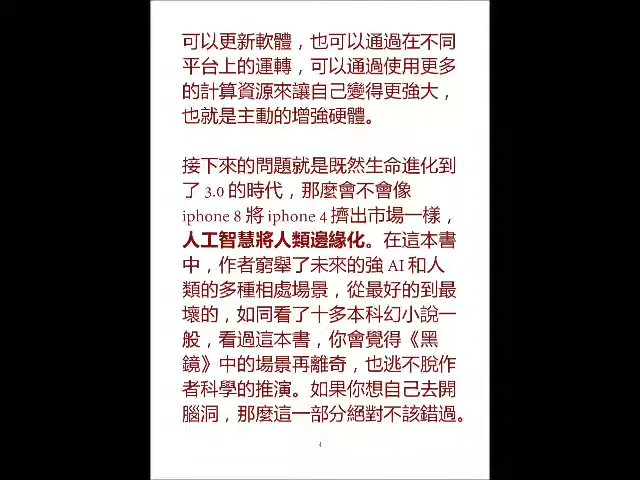 可以更新軟體，也可以通過在不同
平台上的運轉，可以通過使用更多
的計算資源來讓自己變得更強大，
也就是主動的增強硬體。
接下來的問題就是既然生命進化到
了 3.0 的時代，那麼會不會像
iphone 8 將 iphone 4 擠出市場一樣，
人工智慧將人類邊緣化。在這本書
中，作者窮舉了未來的強 AI 和人
類的多種相處場景，從最好的到最
壞的，如同看了十多本科幻小說一
般，看過這本書，你會覺得《黑
鏡》中的場景再離奇，也逃不脫作
者科學的推演。如果你想自己去開
腦洞，那麼這一部分絕對不該錯過。
4